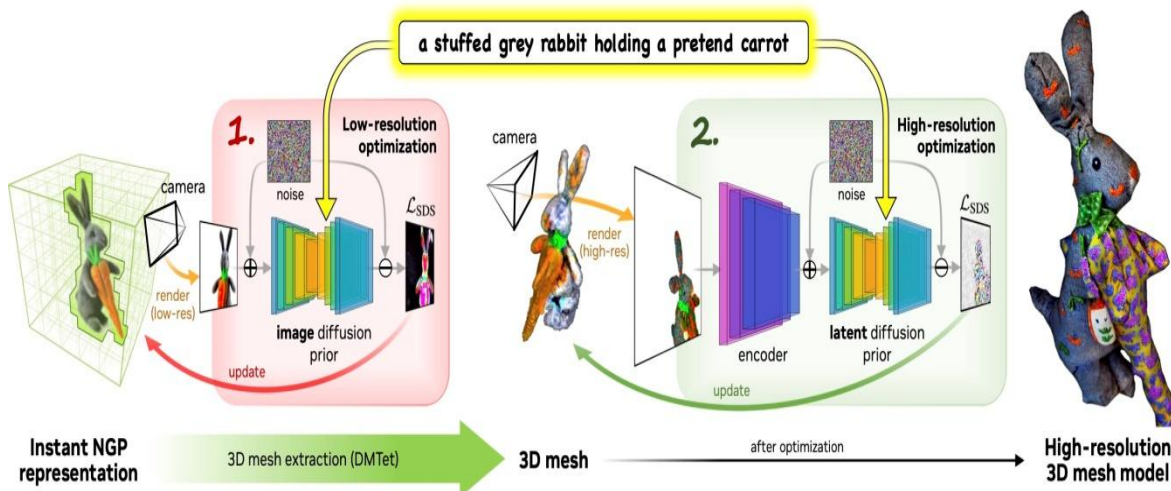 a stuffed grey rabbit holding a pretend carrot
1.
Low-resolution
optimization
camera
noise
render
(low-res)
L_SDS
image diffusion
prior
update
2.
High-resolution
optimization
camera
noise
render
(high-res)
L_SDS
encoder
latent diffusion
prior
update
Instant NGP
representation
3D mesh extraction (DMTet)
3D mesh
after optimization
High-resolution
3D mesh model